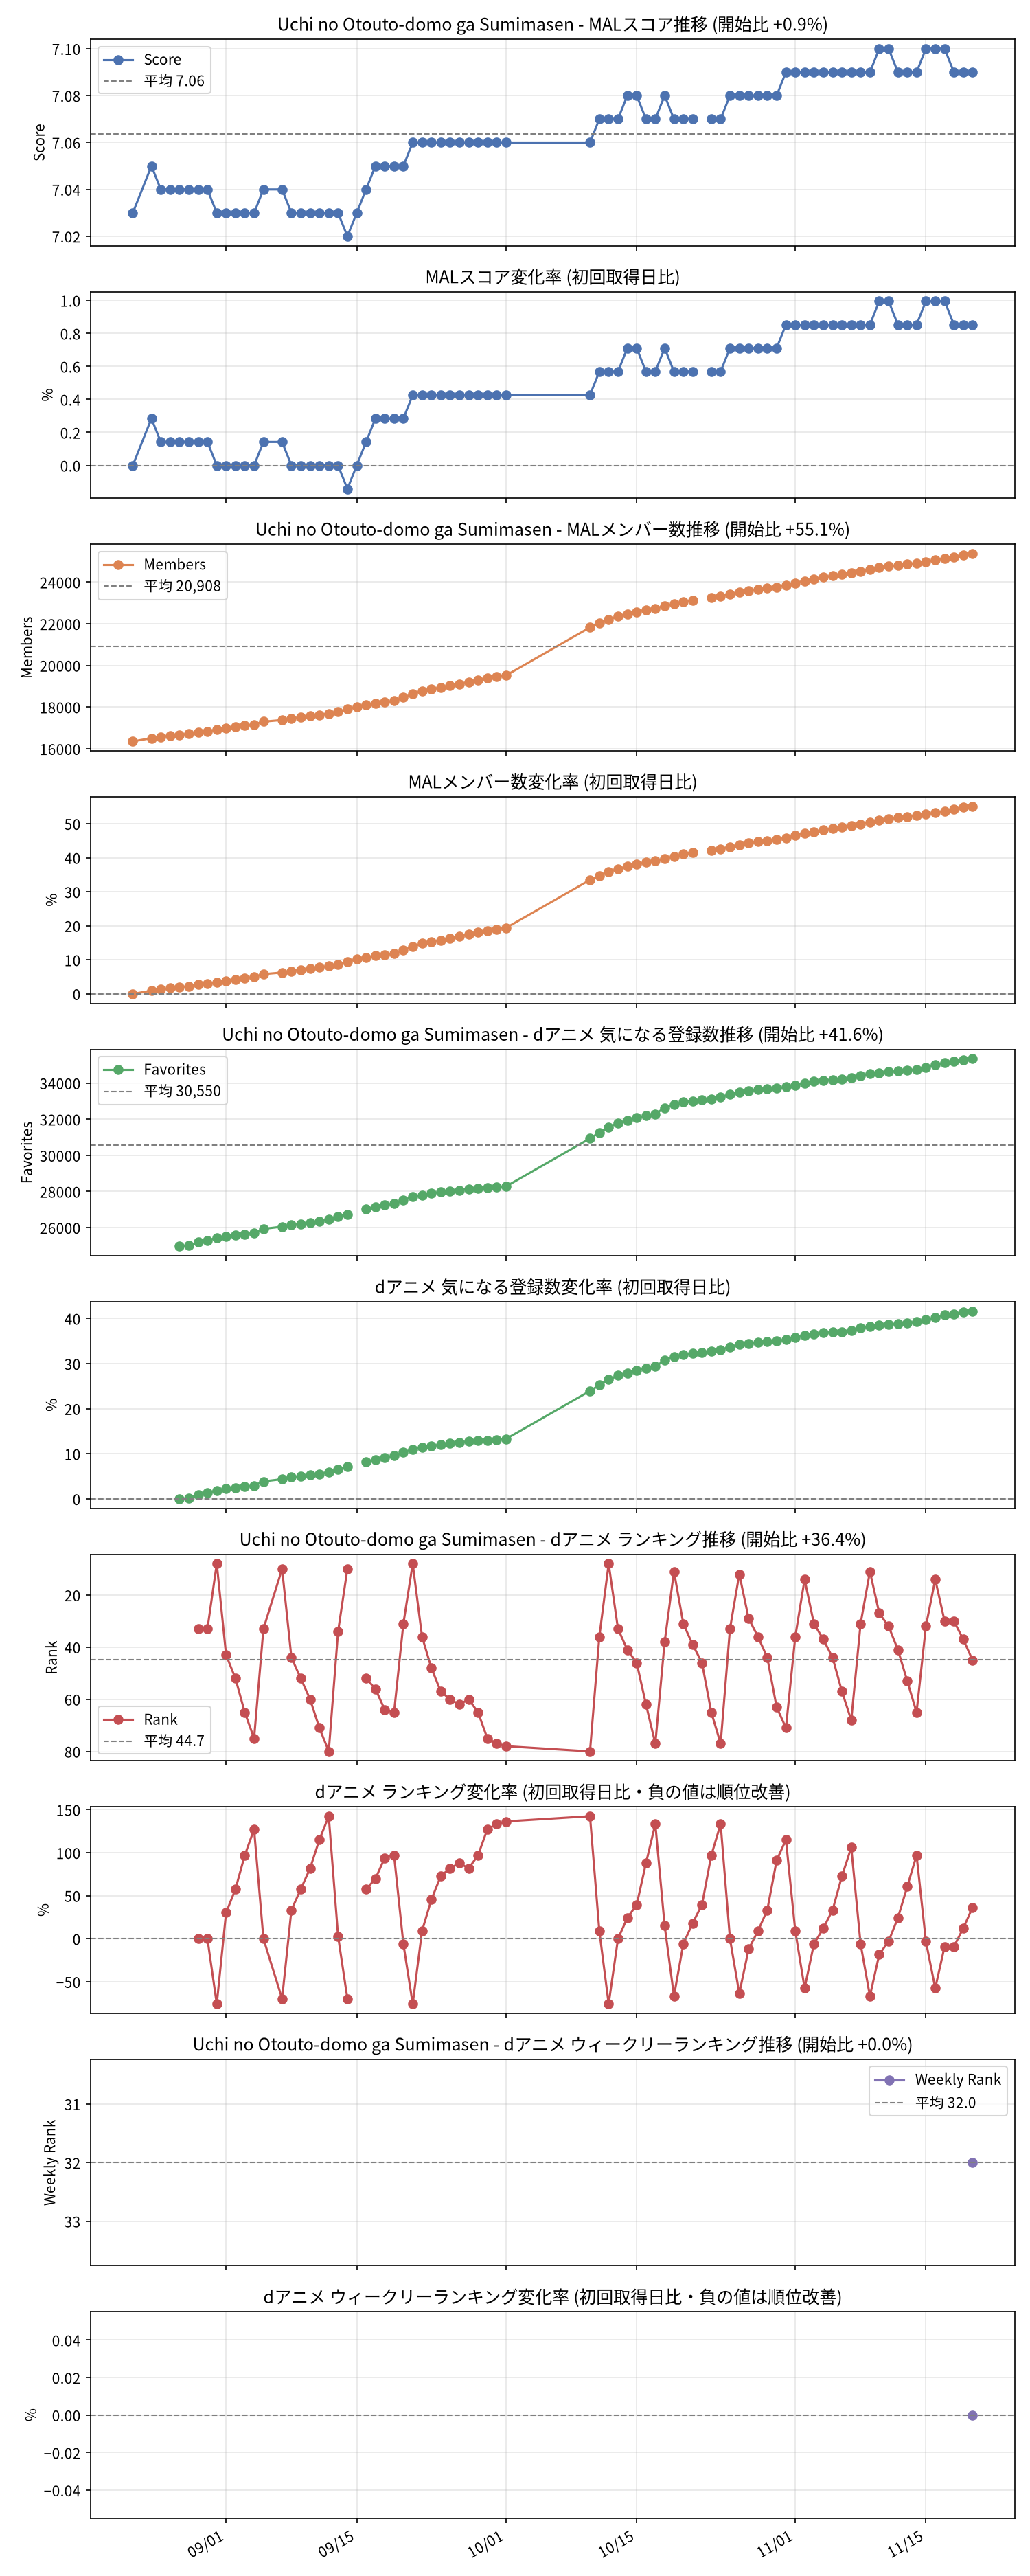 Uchi no Otouto-domo ga Sumimasen - MALスコア推移 (開始比 +0.9%)
Score
平均 7.06
Score
7.10
7.08
7.06
7.04
7.02
MALスコア変化率 (初回取得日比)
%
1.0
0.8
0.6
0.4
0.2
0.0
Uchi no Otouto-domo ga Sumimasen - MALメンバー数推移 (開始比 +55.1%)
Members
平均 20,908
Members
24000
22000
20000
18000
16000
MALメンバー数変化率 (初回取得日比)
%
50
40
30
20
10
0
Uchi no Otouto-domo ga Sumimasen - dアニメ 気になる登録数推移 (開始比 +41.6%)
Favorites
平均 30,550
Favorites
34000
32000
30000
28000
26000
dアニメ 気になる登録数変化率 (初回取得日比)
%
40
30
20
10
0
Uchi no Otouto-domo ga Sumimasen - dアニメ ランキング推移 (開始比 +36.4%)
Rank
20
40
60
80
Rank
平均 44.7
dアニメ ランキング変化率 (初回取得日比・負の値は順位改善)
%
150
100
50
0
−50
Uchi no Otouto-domo ga Sumimasen - dアニメ ウィークリーランキング推移 (開始比 +0.0%)
Weekly Rank
平均 32.0
Weekly Rank
31
32
33
dアニメ ウィークリーランキング変化率 (初回取得日比・負の値は順位改善)
%
0.04
0.02
0.00
−0.02
−0.04
09/01
09/15
10/01
10/15
11/01
11/15